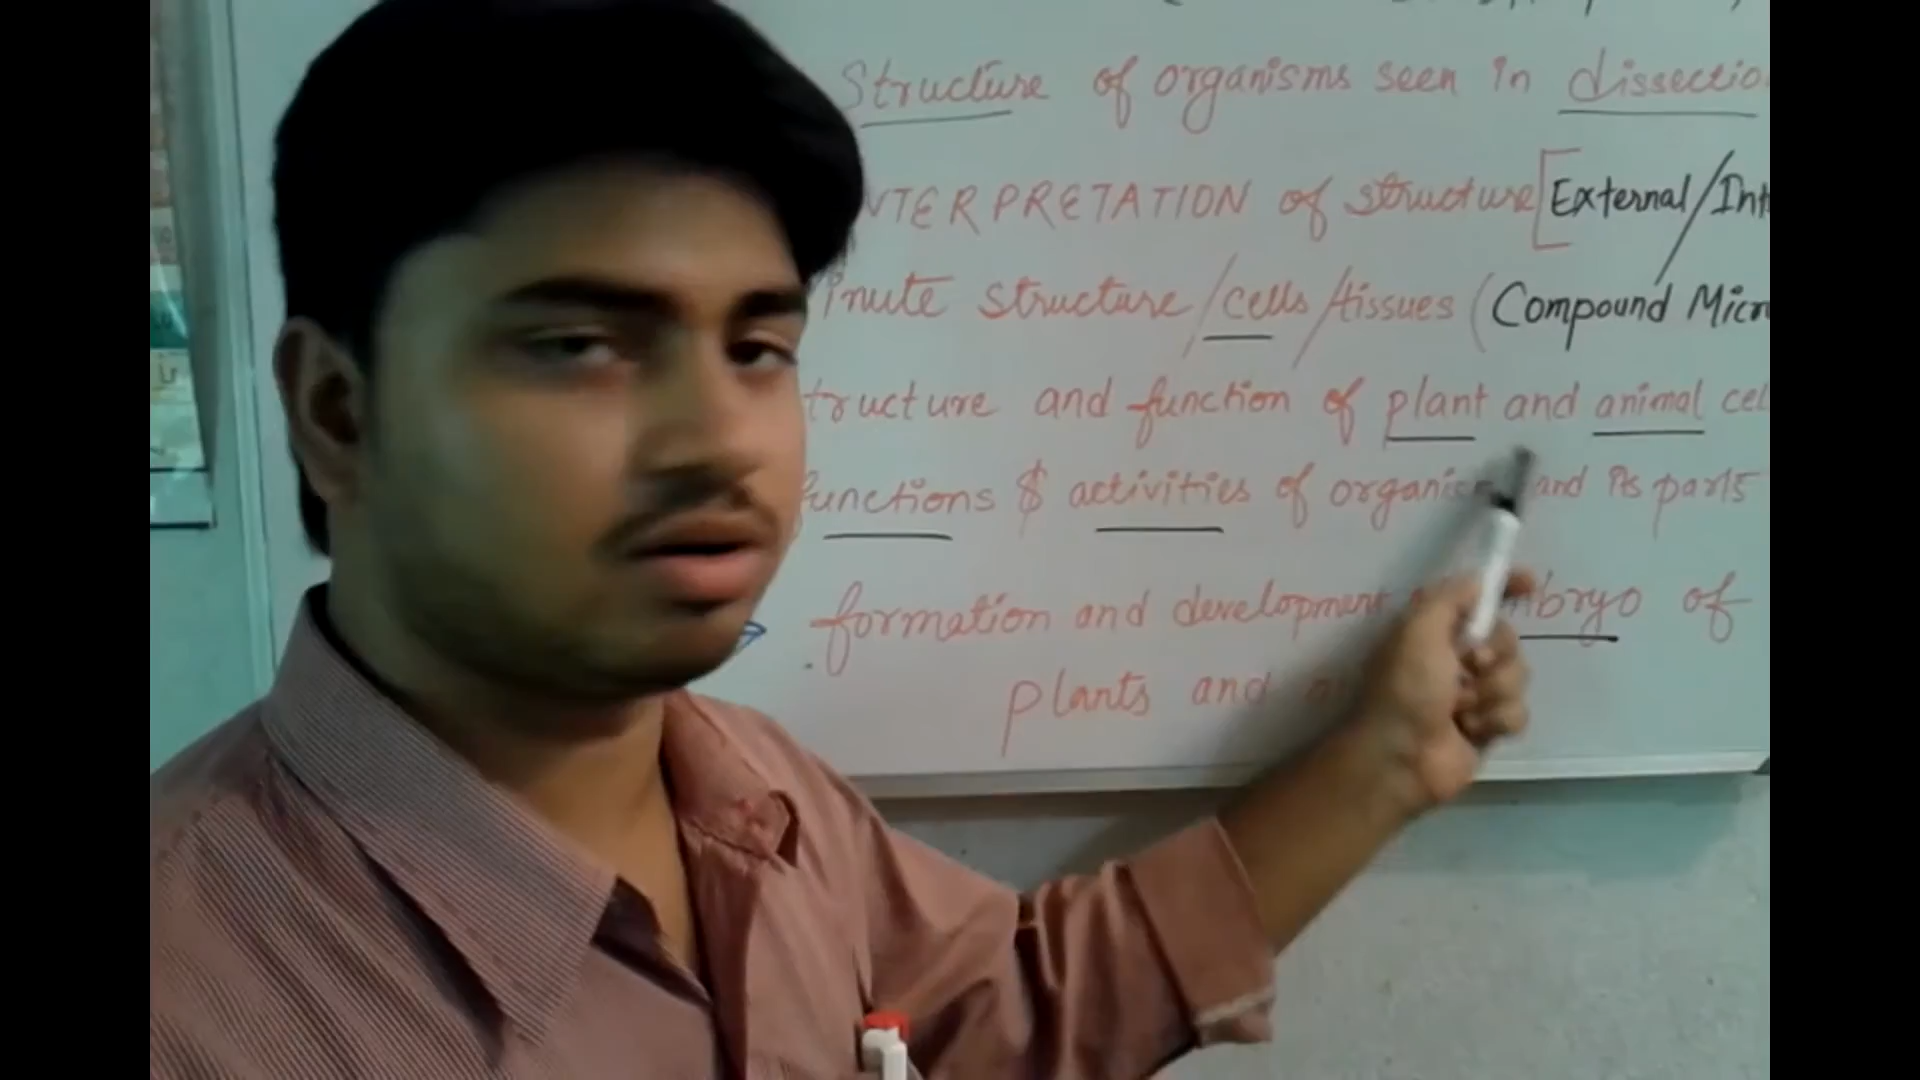 Structure of organisms seen in dissectio
NTERPRETATION of structure [External/Int
inute structure/cells/tissues (Compound Micr
tructure and function of plant and animal cel
functions & activities of organis and its parts
formation and development mbryo of
plants and